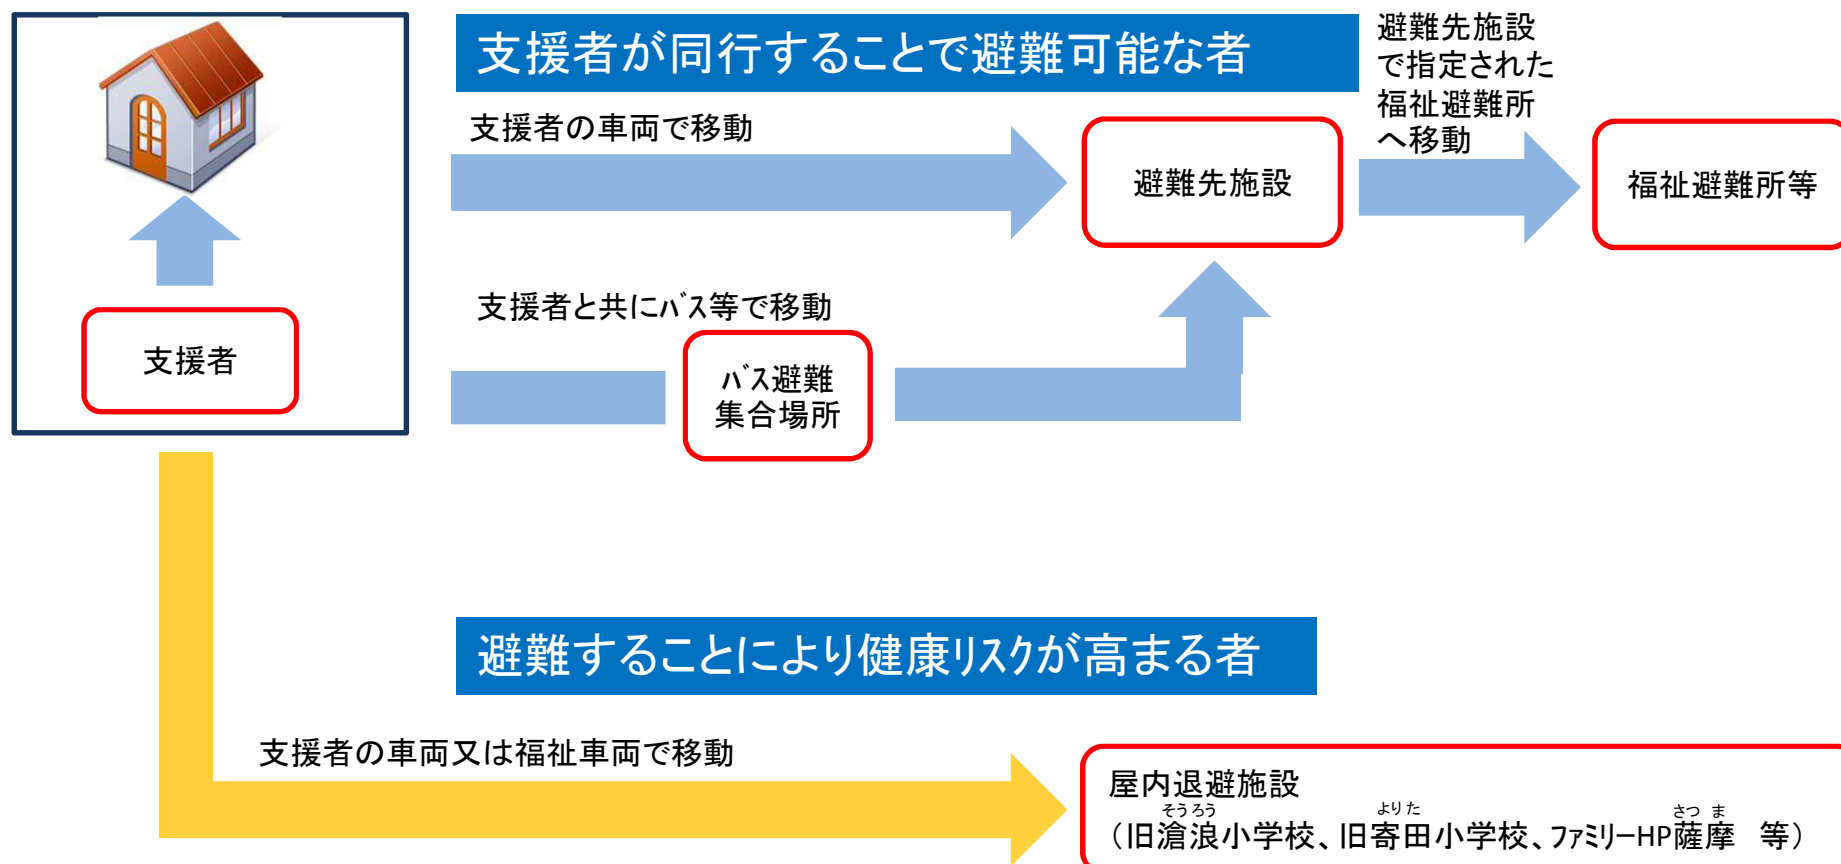 支援者が同行することで避難可能な者
避難先施設
で指定された
福祉避難所
へ移動
支援者の車両で移動
避難先施設
福祉避難所等
支援者と共にバス等で移動
支援者
バス避難
集合場所
避難することにより健康リスクが高まる者
支援者の車両又は福祉車両で移動
屋内退避施設
そうろう よりた さつ ま
（旧滄浪小学校、旧寄田小学校、ファミリーHP薩摩 等）